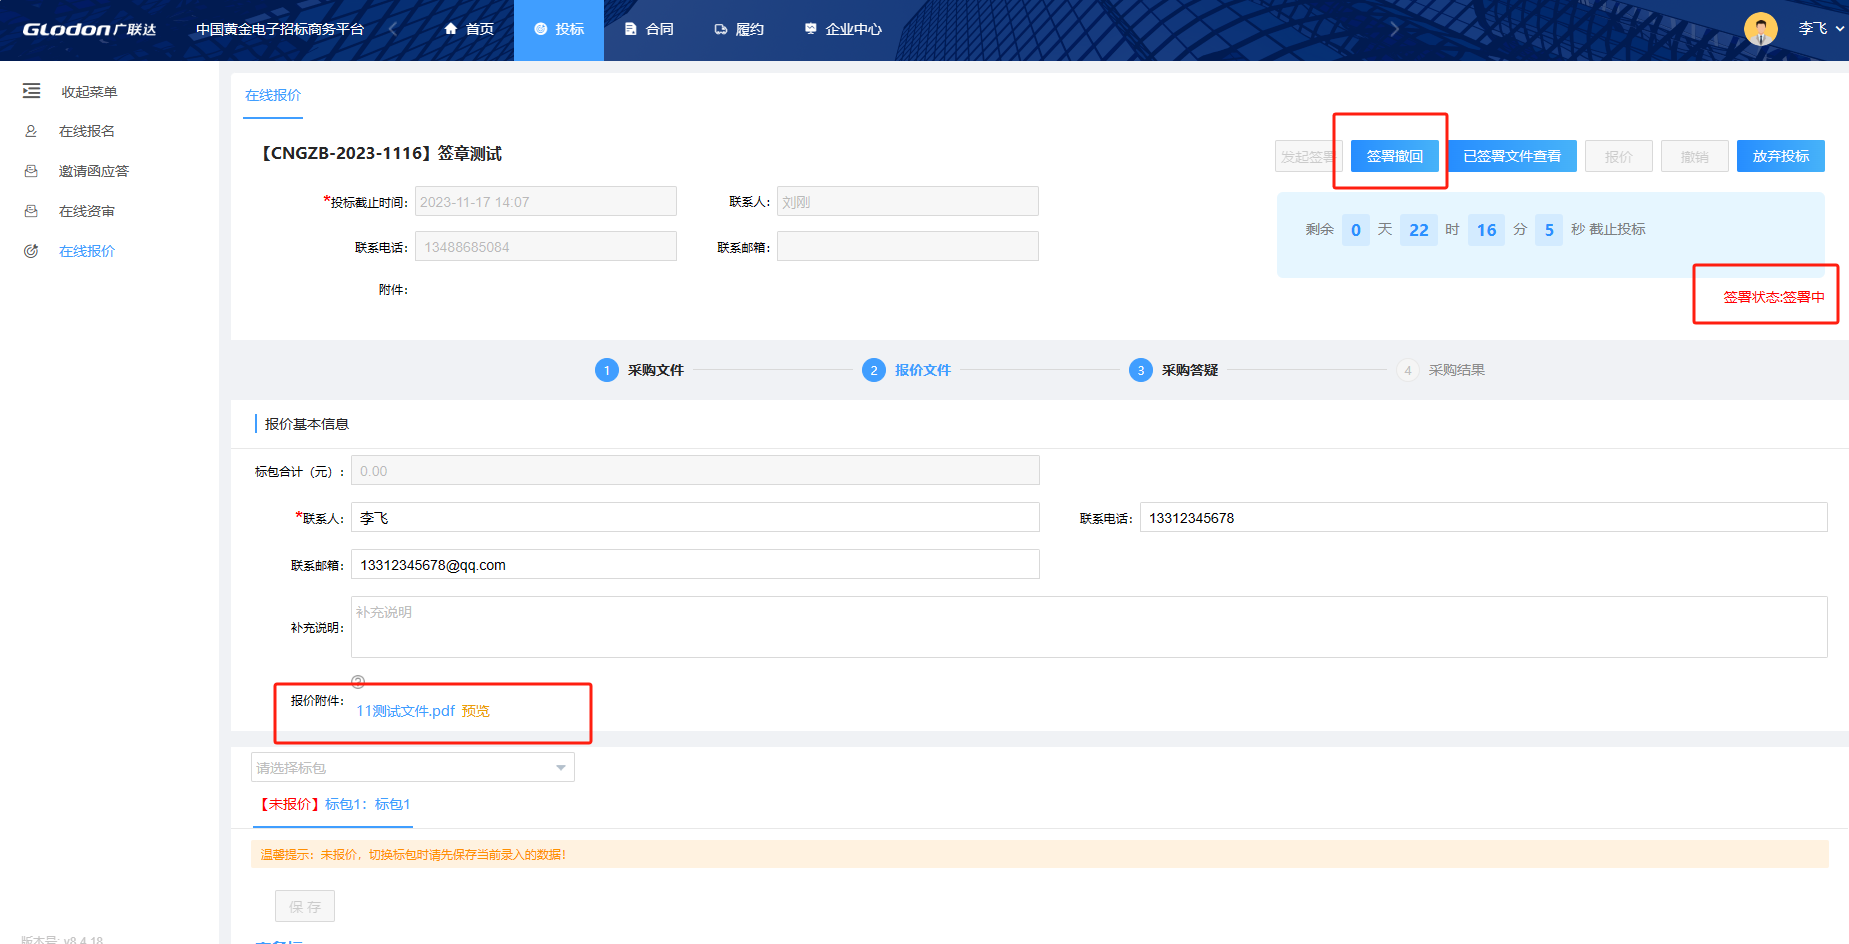 GLodon广联达 中国黄金电子招标商务平台 首页 投标 合同 履约 企业中心 李飞
收起菜单
在线报名
邀请函应答
在线资审
在线报价
在线报价
【CNGZB-2023-1116】签章测试
发起签署 签署撤回 已签署文件查看 报价 撤销 放弃投标
*投标截止时间: 2023-11-17 14:07 联系人: 刘刚
剩余 0 天 22 时 16 分 5 秒 截止投标
联系电话: 13488685084 联系邮箱:
附件:
签署状态:签署中
1 采购文件 2 报价文件 3 采购答疑 4 采购结果
报价基本信息
标包合计（元）: 0.00
*联系人: 李飞 联系电话: 13312345678
联系邮箱: 13312345678@qq.com
补充说明: 补充说明
报价附件:
11测试文件.pdf 预览
请选择标包
【未报价】标包1：标包1
温馨提示：未报价，切换标包时请先保存当前录入的数据！
保 存
版本号: v8.4.18